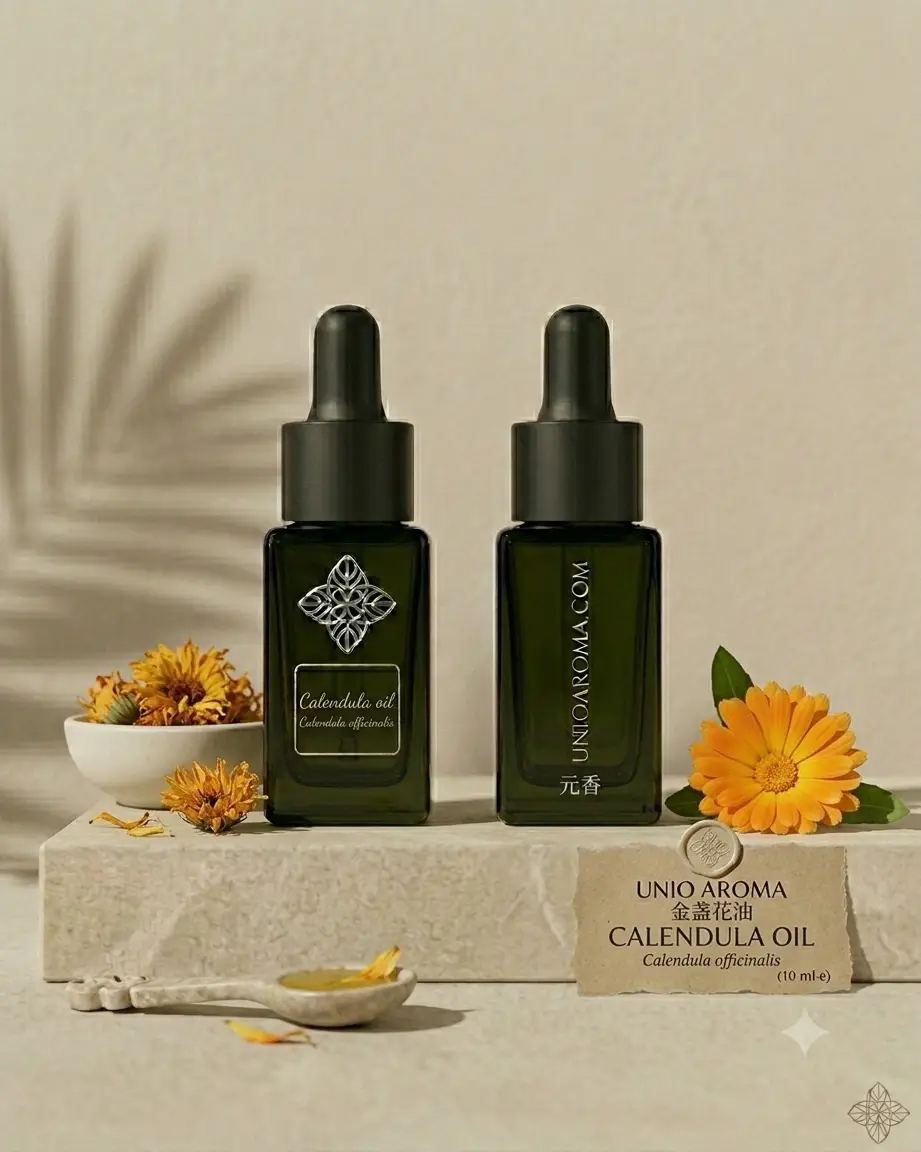 Calendula oil
Calendula officinalis
UNIOAROMA.COM
元香
UNIO AROMA
金盏花油
CALENDULA OIL
Calendula officinalis
(10 ml-e)